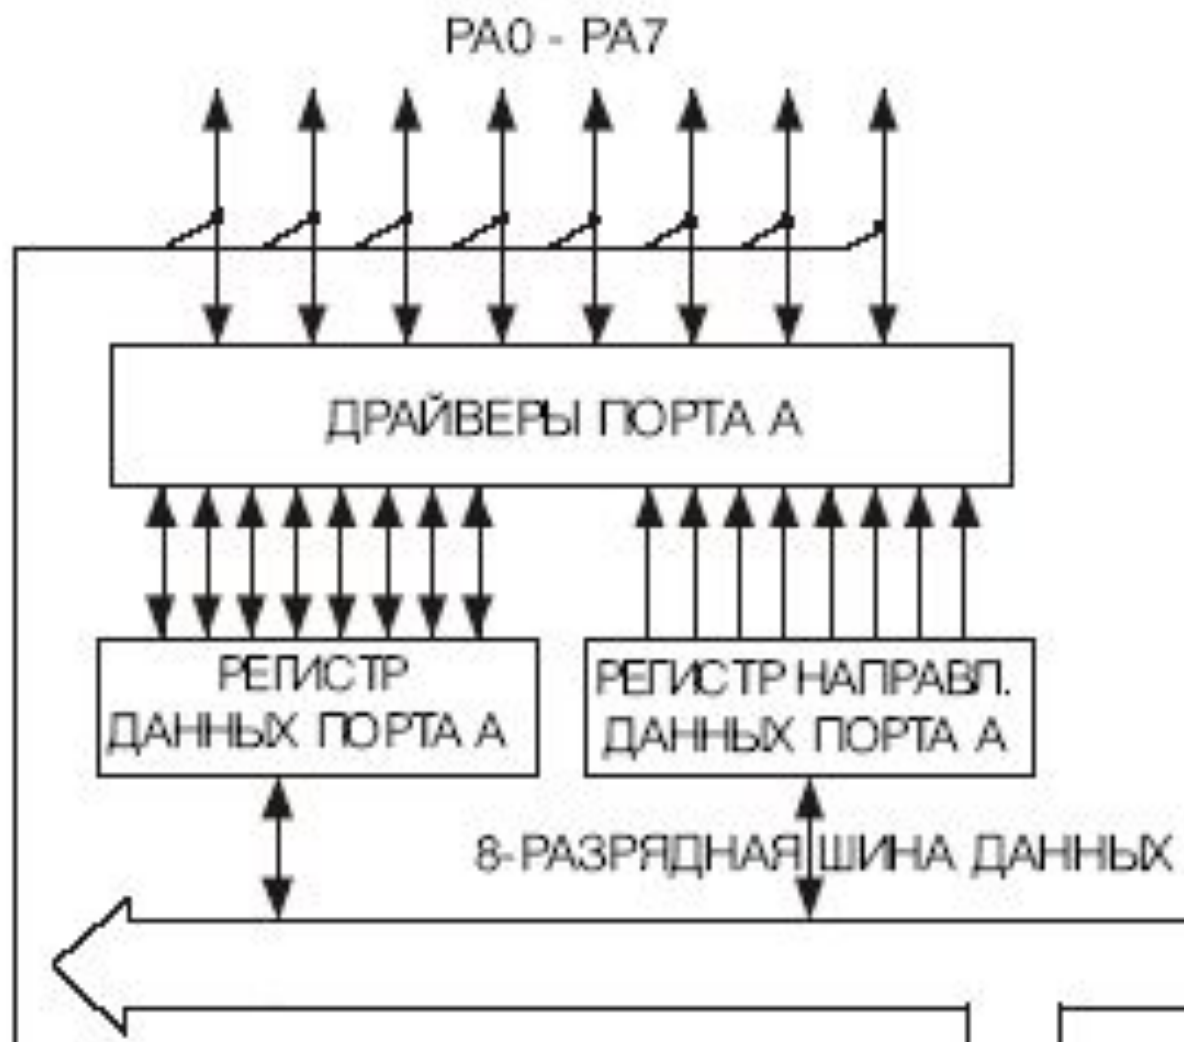 PA0 - PA7
ДРАЙВЕРЫ ПОРТА А
РЕГИСТР
ДАННЫХ ПОРТА А
РЕГИСТР НАПРАВЛ.
ДАННЫХ ПОРТА А
8-РАЗРЯДНАЯ ШИНА ДАННЫХ